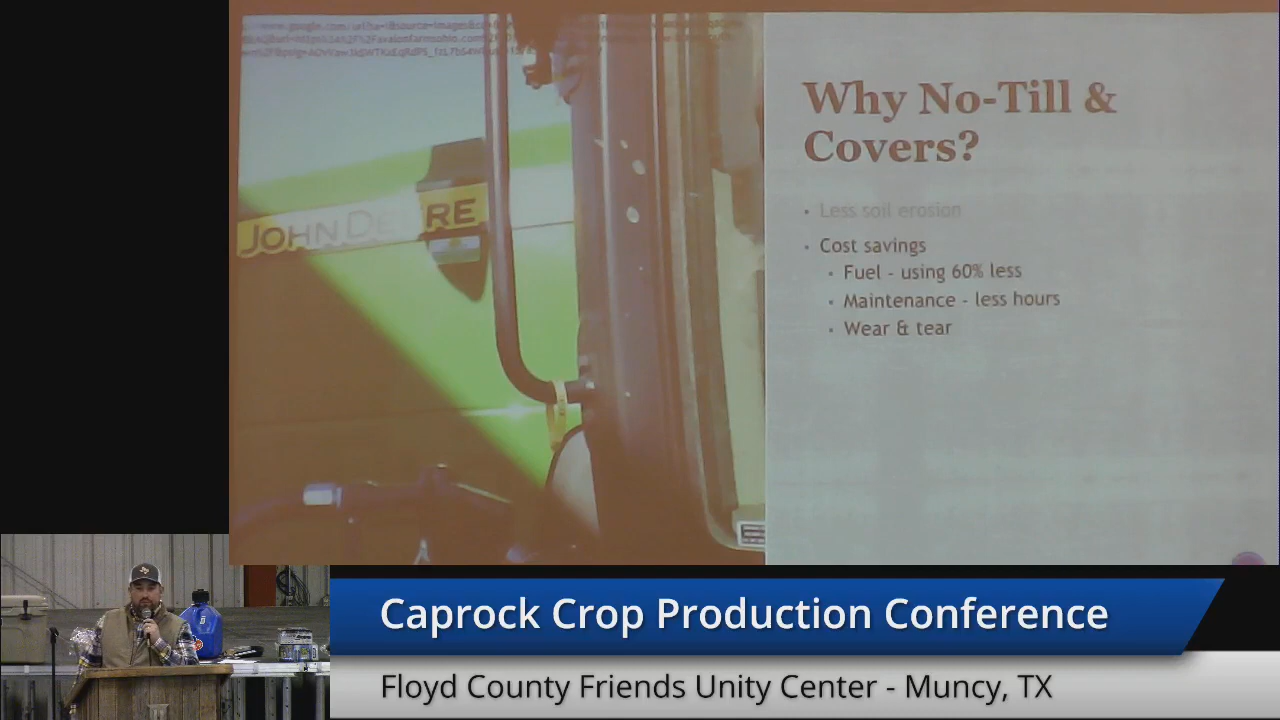 Why No-Till &
Covers?
• Less soil erosion
• Cost savings
• Fuel - using 60% less
• Maintenance - less hours
• Wear & tear
JOHN DEERE
Caprock Crop Production Conference
Floyd County Friends Unity Center - Muncy, TX